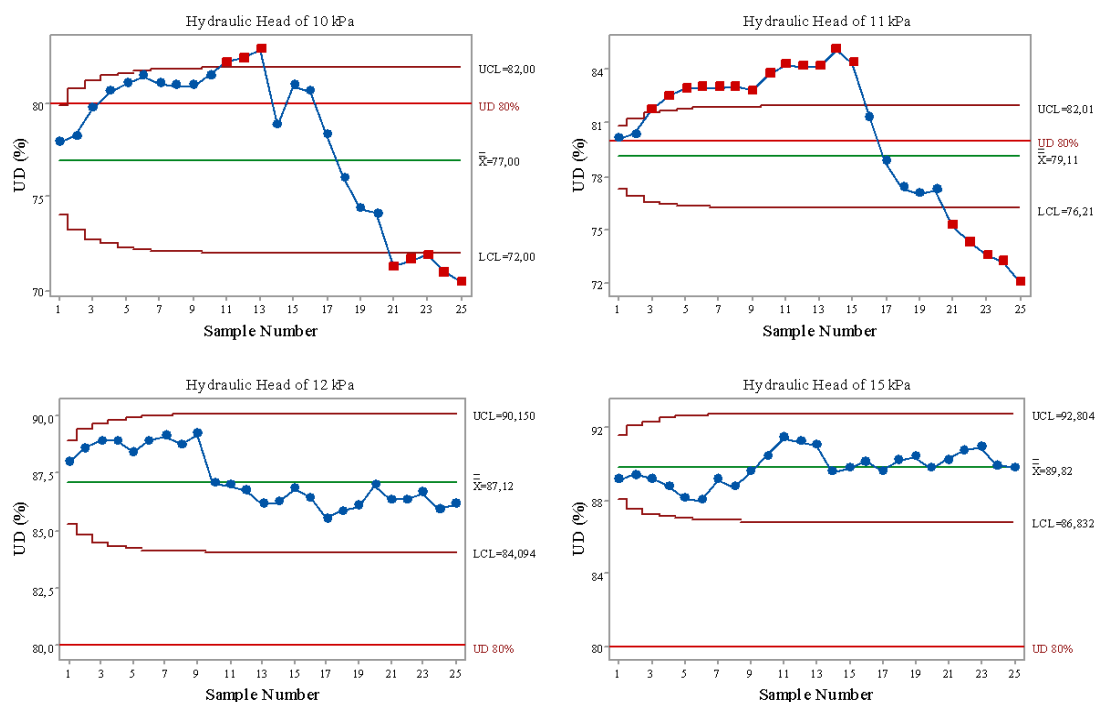 Hydraulic Head of 10 kPa
UD (%)
80
75
70
UCL=82,00
UD 80%
X=77,00
LCL=72,00
1 3 5 7 9 11 13 15 17 19 21 23 25
Sample Number
Hydraulic Head of 11 kPa
UD (%)
84
81
78
75
72
UCL=82,01
UD 80%
X=79,11
LCL=76,21
1 3 5 7 9 11 13 15 17 19 21 23 25
Sample Number
Hydraulic Head of 12 kPa
UD (%)
90,0
87,5
85,0
82,5
80,0
UCL=90,150
X=87,12
LCL=84,094
UD 80%
1 3 5 7 9 11 13 15 17 19 21 23 25
Sample Number
Hydraulic Head of 15 kPa
UD (%)
92
88
84
80
UCL=92,804
X=89,82
LCL=86,832
UD 80%
1 3 5 7 9 11 13 15 17 19 21 23 25
Sample Number